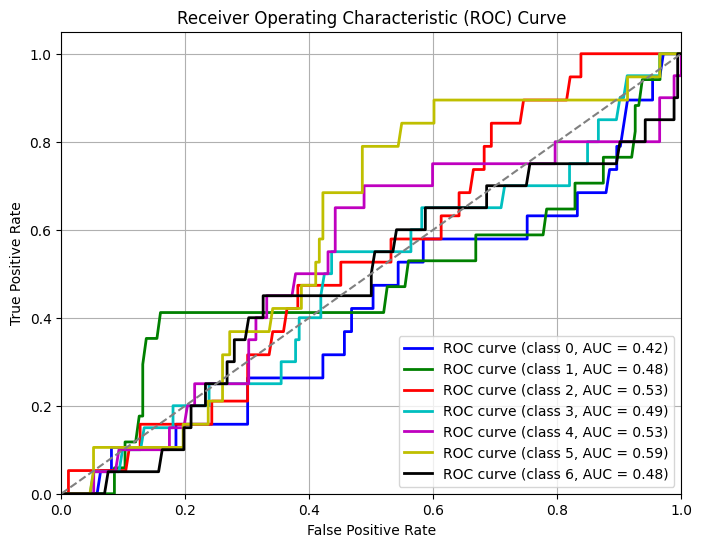 Receiver Operating Characteristic (ROC) Curve
True Positive Rate
1.0
0.8
0.6
0.4
0.2
0.0
ROC curve (class 0, AUC = 0.42)
ROC curve (class 1, AUC = 0.48)
ROC curve (class 2, AUC = 0.53)
ROC curve (class 3, AUC = 0.49)
ROC curve (class 4, AUC = 0.53)
ROC curve (class 5, AUC = 0.59)
ROC curve (class 6, AUC = 0.48)
0.0 0.2 0.4 0.6 0.8 1.0
False Positive Rate